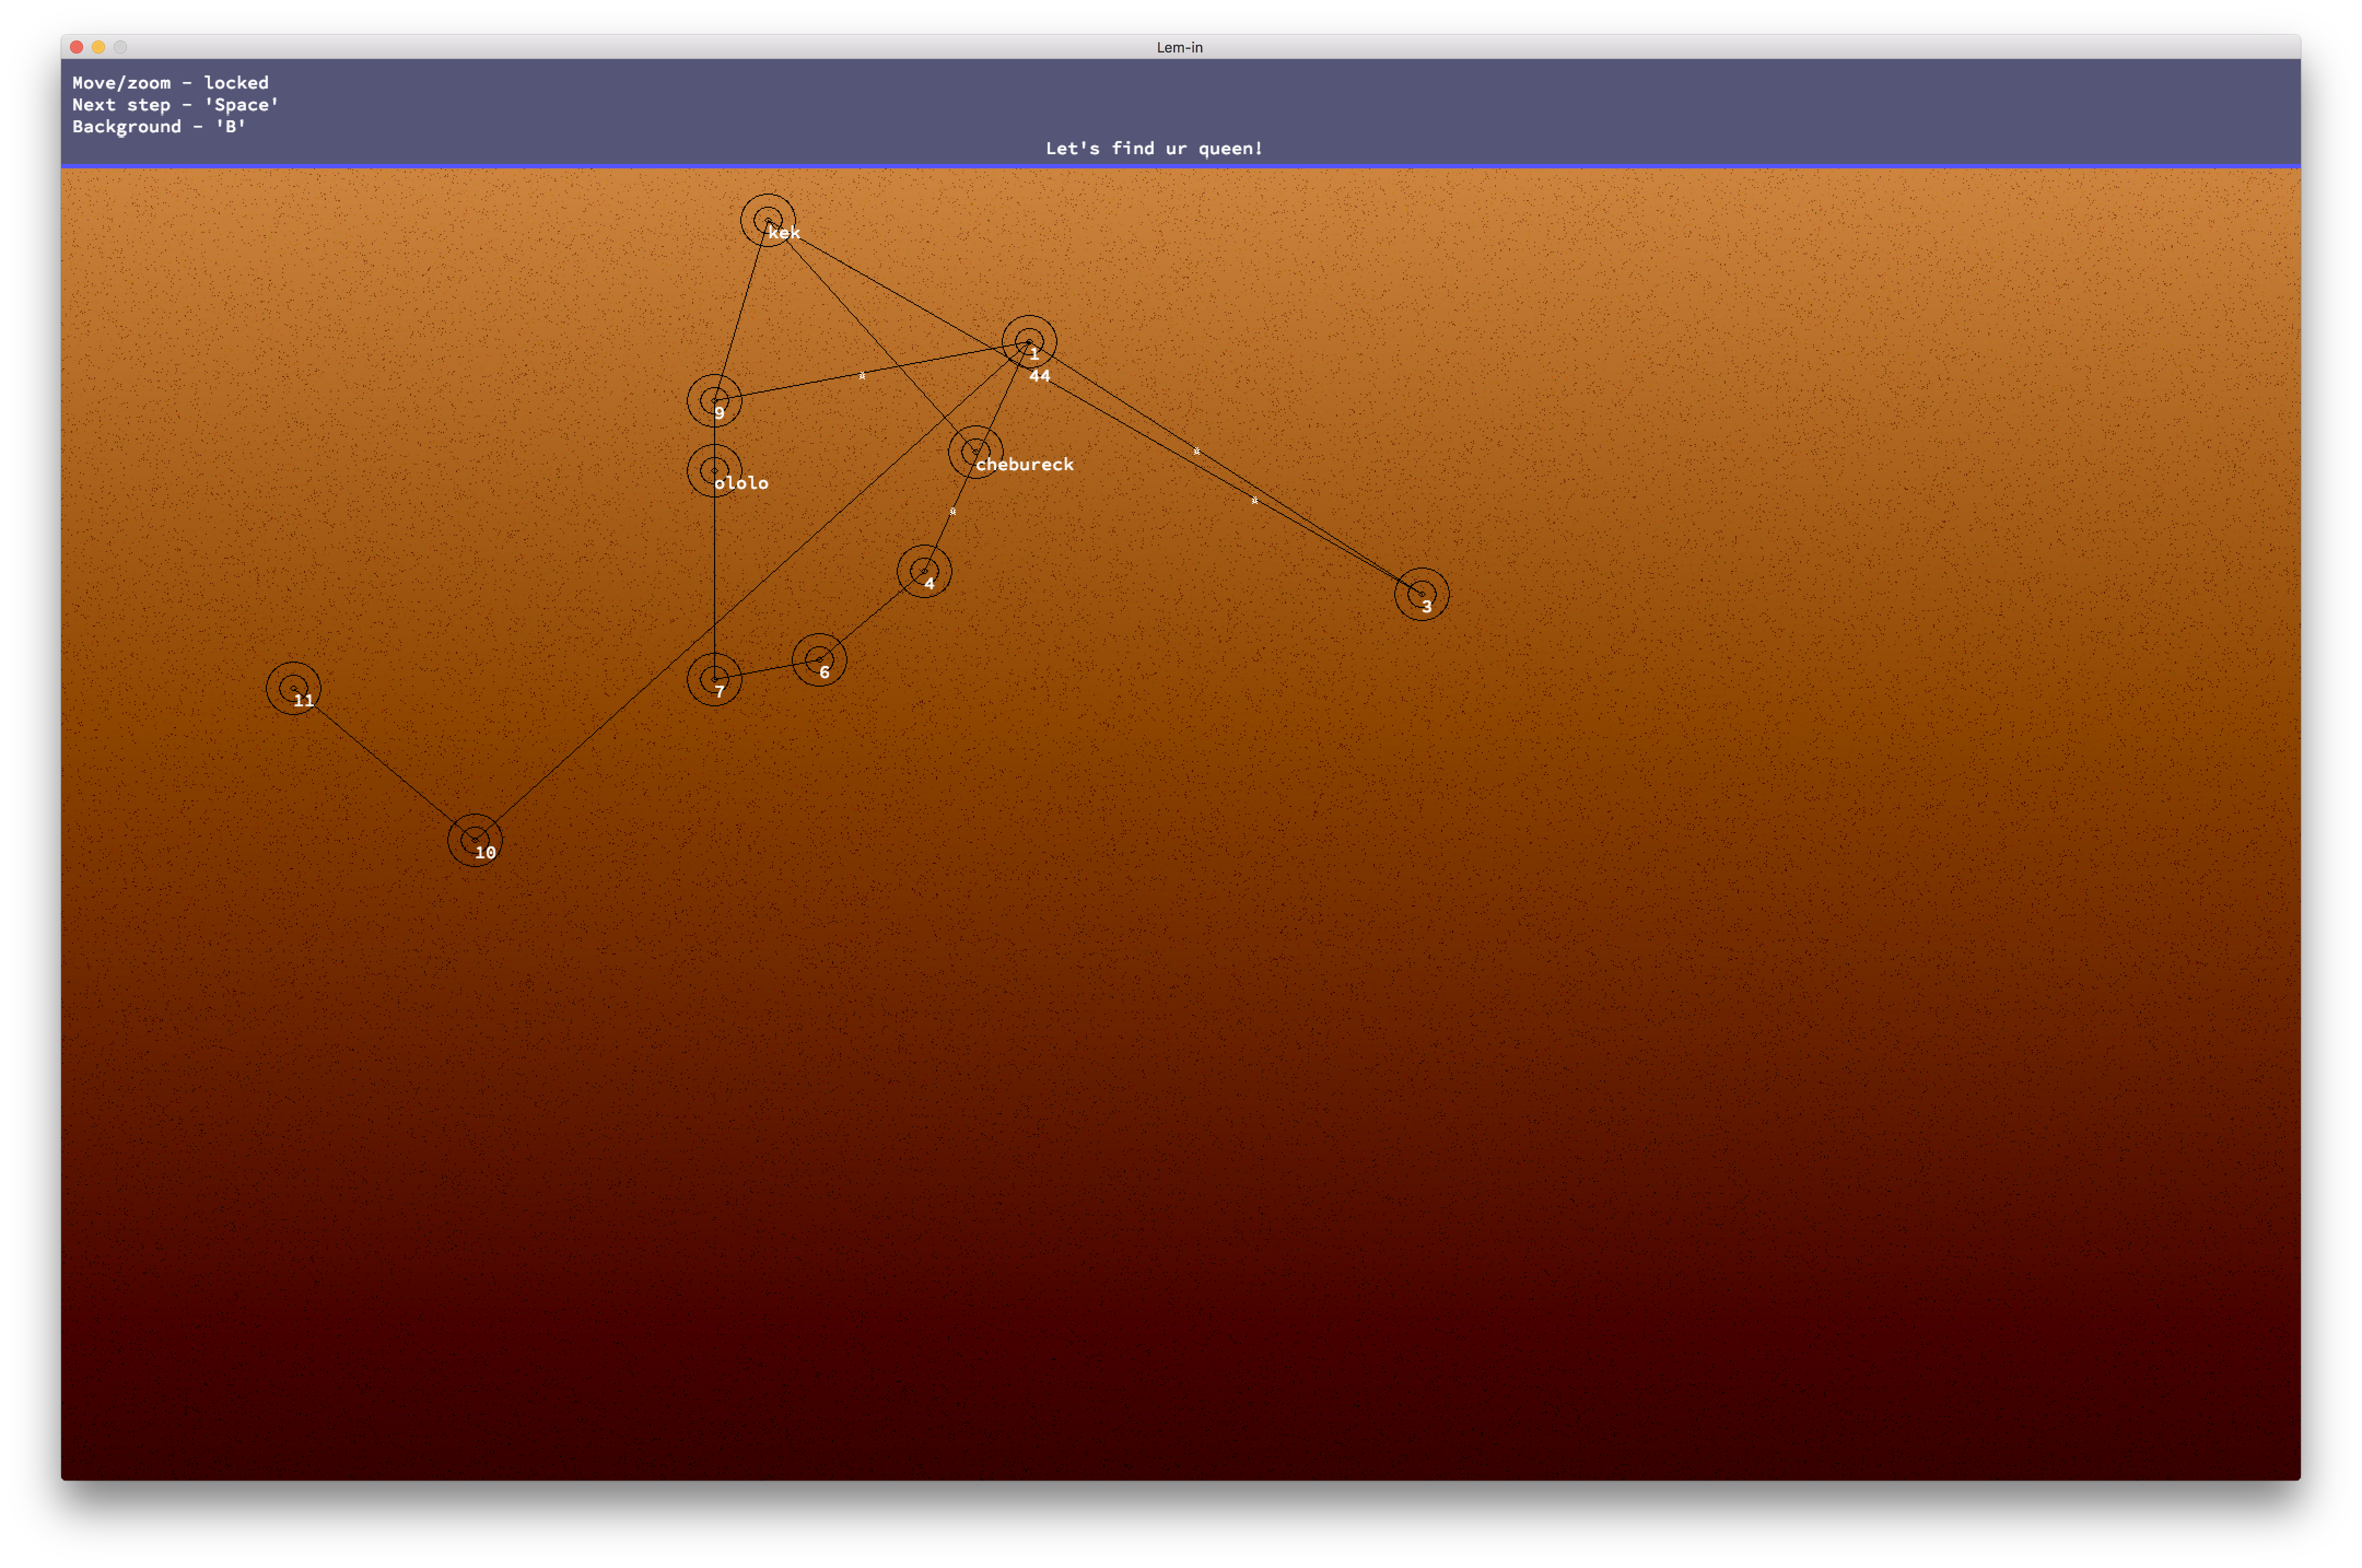 Lem-in
Move/zoom - locked
Next step - 'Space'
Background - 'B'
Let's find ur queen!
kek
1
44
9
chebureck
ololo
4
3
6
7
11
10